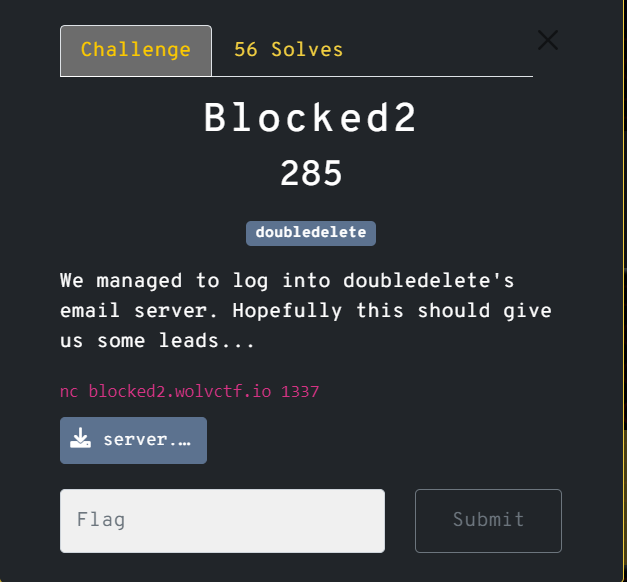 Challenge
56 Solves
Blocked2
285
doubledelete
We managed to log into doubledelete's
email server. Hopefully this should give
us some leads...
nc blocked2.wolvctf.io 1337
server.…
Flag
Submit